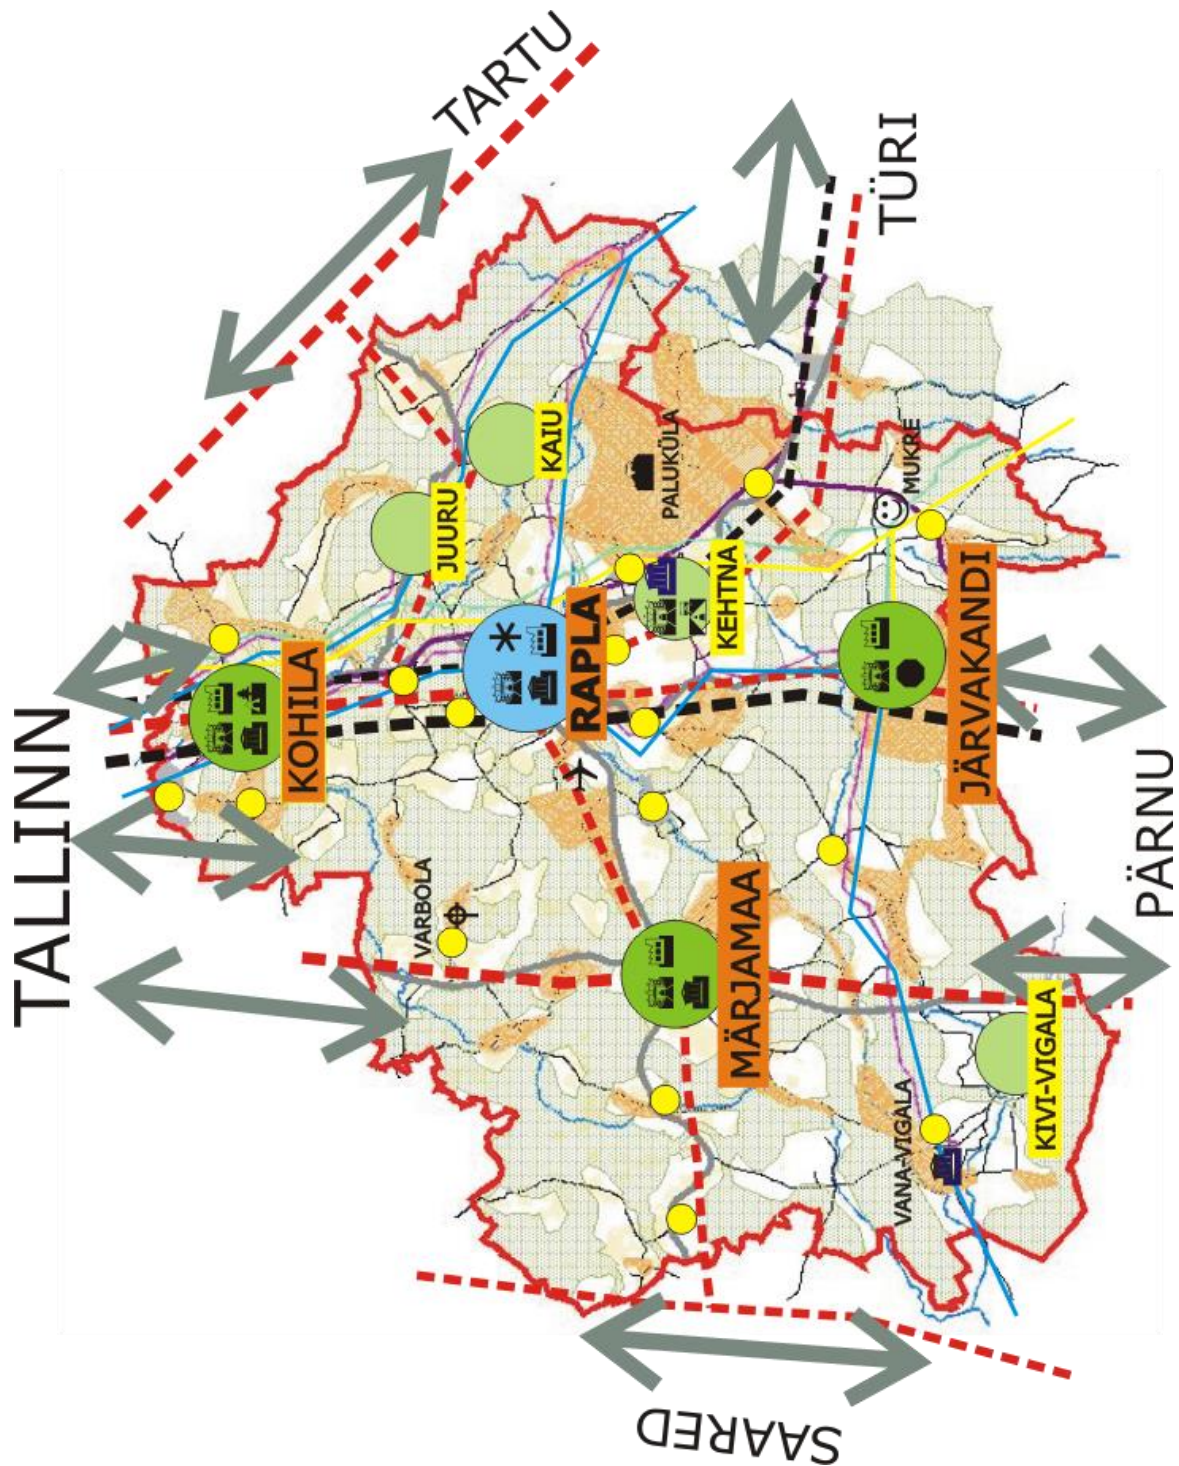 TALLINN
TARTU
TÜRI
KAIU
JUURU
PALUKÜLA
MUKRE
KOHILA
RAPLA
KEHTNA
JÄRVAKANDI
VARBOLA
MÄRJAMAA
PÄRNU
VANA-VIGALA
KIVI-VIGALA
SAARED